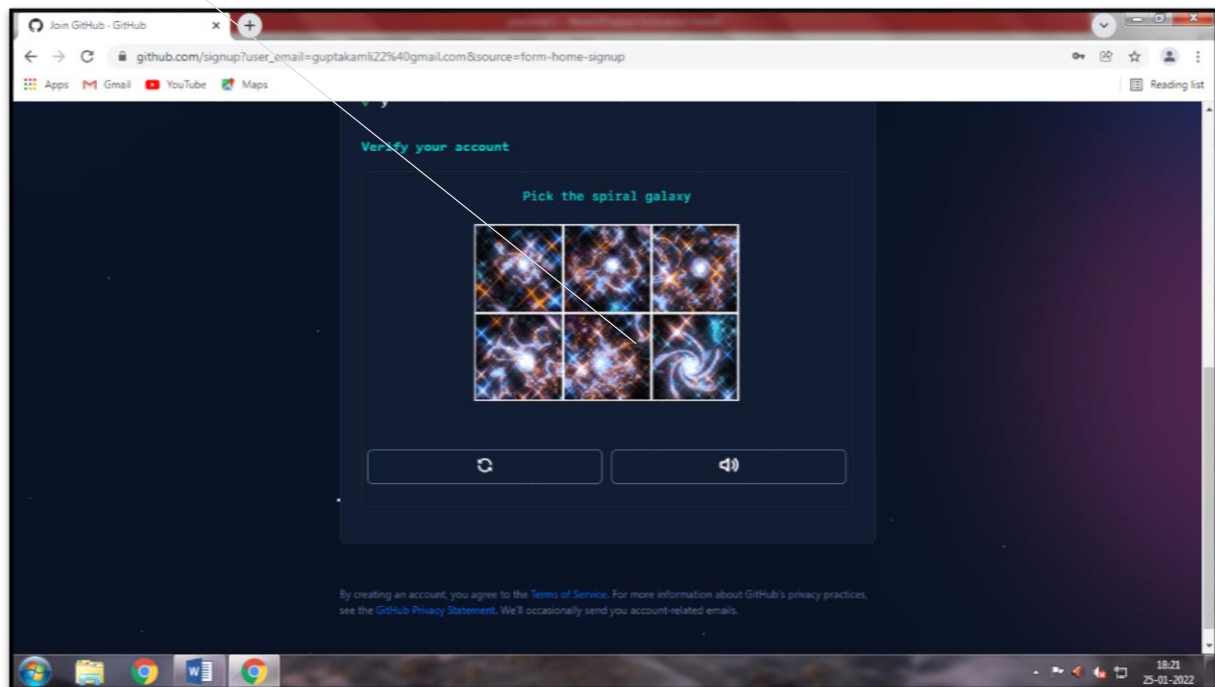 Join GitHub · GitHub
github.com/signup?user_email=guptakamli22%40gmail.com&source=form-home-signup
Apps Gmail YouTube Maps Reading list
y
Verify your account
Pick the spiral galaxy
By creating an account, you agree to the Terms of Service. For more information about GitHub's privacy practices,
see the GitHub Privacy Statement. We'll occasionally send you account-related emails.
18:21
25-01-2022